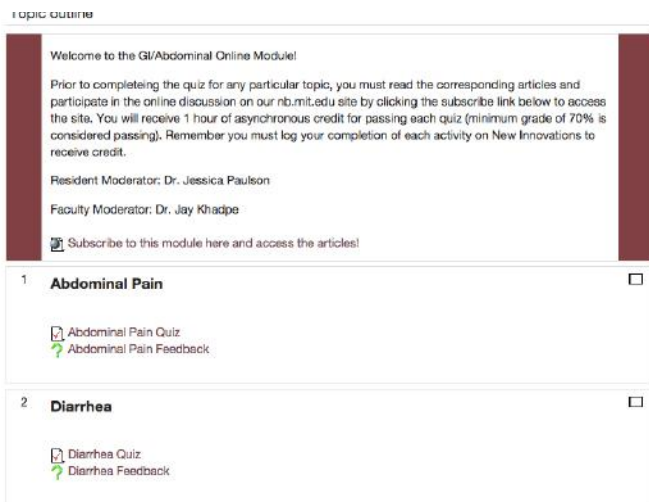 Topic outline
Welcome to the GI/Abdominal Online Module!
Prior to completeing the quiz for any particular topic, you must read the corresponding articles and
participate in the online discussion on our nb.mit.edu site by clicking the subscribe link below to access
the site. You will receive 1 hour of asynchronous credit for passing each quiz (minimum grade of 70% is
considered passing). Remember you must log your completion of each activity on New Innovations to
receive credit.
Resident Moderator: Dr. Jessica Paulson
Faculty Moderator: Dr. Jay Khadpe
Subscribe to this module here and access the articles!
1 Abdominal Pain
Abdominal Pain Quiz
Abdominal Pain Feedback
2 Diarrhea
Diarrhea Quiz
Diarrhea Feedback